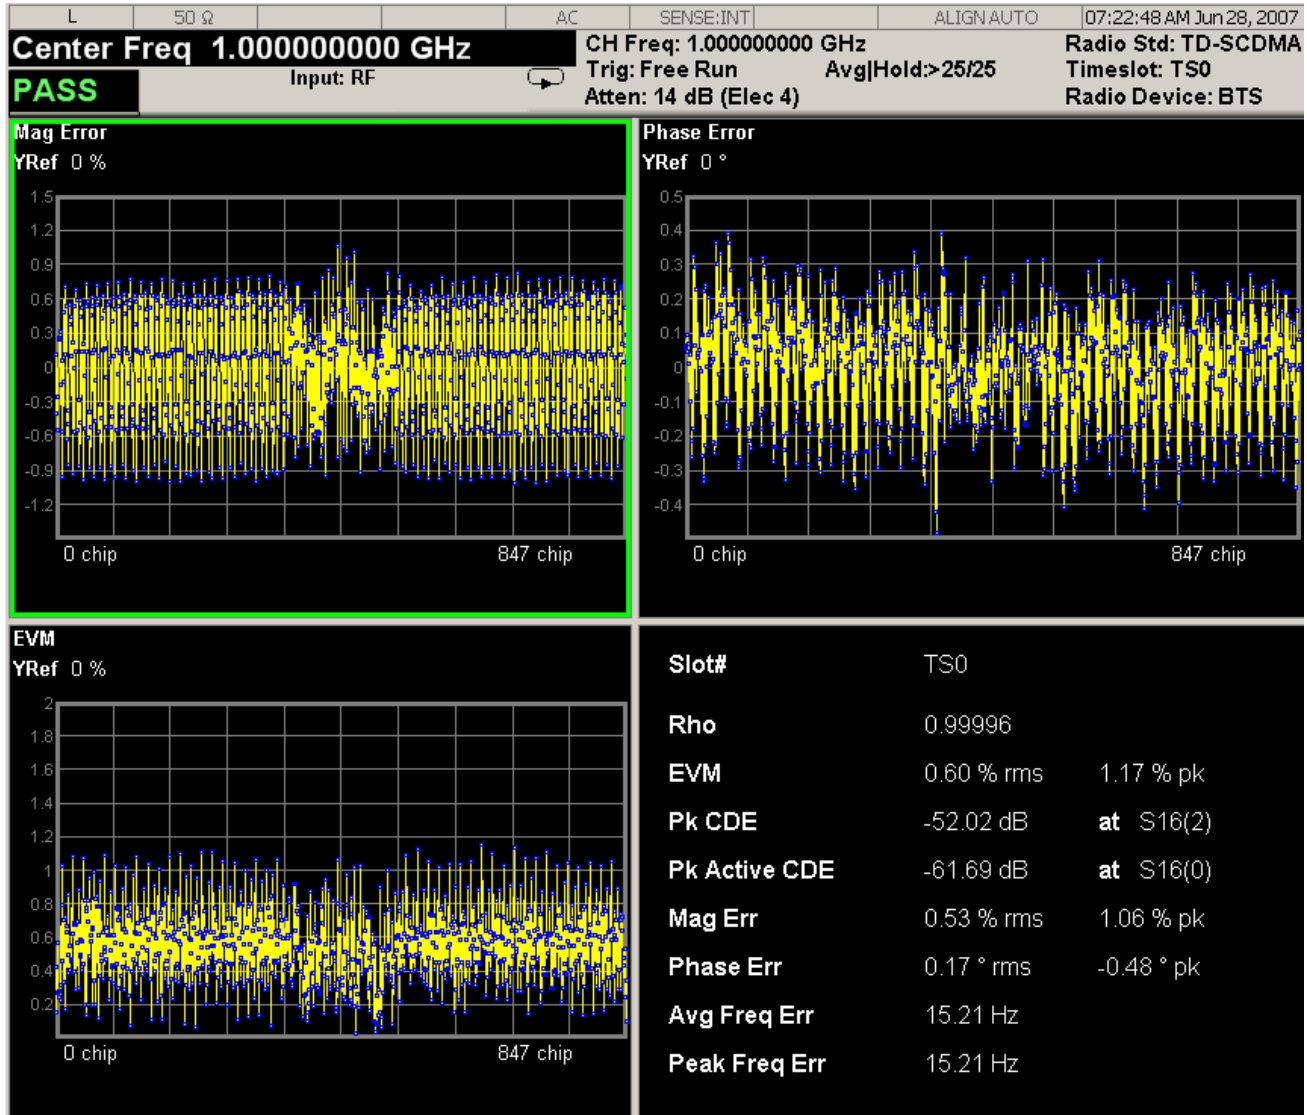 L 50 Ω AC SENSE:INT ALIGN AUTO 07:22:48 AM Jun 28, 2007
Center Freq 1.000000000 GHz
CH Freq: 1.000000000 GHz
Radio Std: TD-SCDMA
Input: RF
Trig: Free Run Avg|Hold:>25/25
Timeslot: TS0
PASS
Atten: 14 dB (Elec 4)
Radio Device: BTS
Mag Error
YRef 0 %
1.5
1.2
0.9
0.6
0.3
0
-0.3
-0.6
-0.9
-1.2
0 chip 847 chip
Phase Error
YRef 0 °
0.5
0.4
0.3
0.2
0.1
0
-0.1
-0.2
-0.3
-0.4
0 chip 847 chip
EVM
YRef 0 %
2
1.8
1.6
1.4
1.2
1
0.8
0.6
0.4
0.2
0 chip 847 chip
Slot# TS0
Rho 0.99996
EVM 0.60 % rms 1.17 % pk
Pk CDE -52.02 dB at S16(2)
Pk Active CDE -61.69 dB at S16(0)
Mag Err 0.53 % rms 1.06 % pk
Phase Err 0.17 ° rms -0.48 ° pk
Avg Freq Err 15.21 Hz
Peak Freq Err 15.21 Hz